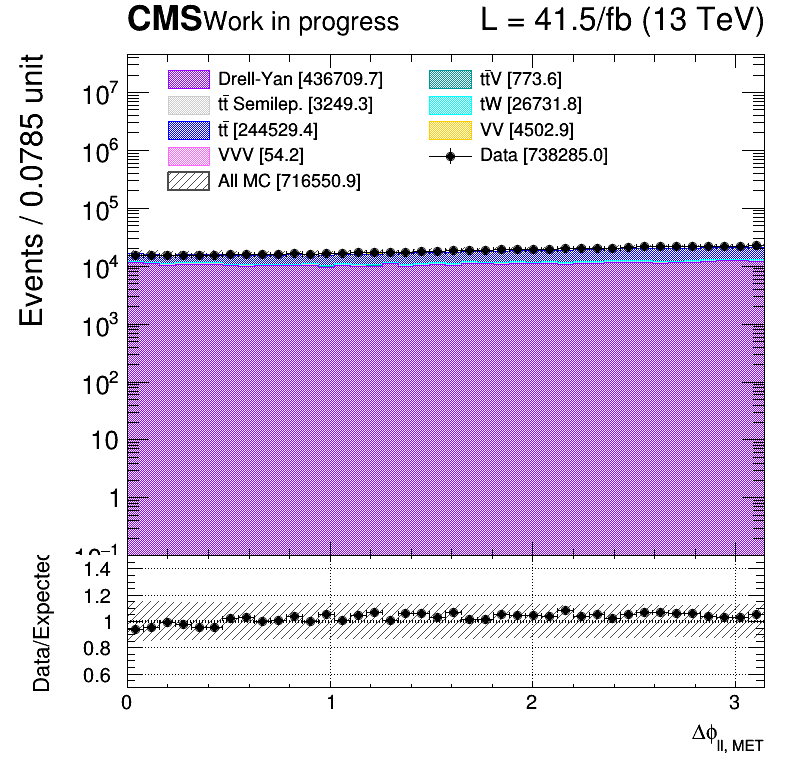 CMS Work in progress L = 41.5/fb (13 TeV)
Events / 0.0785 unit
Drell-Yan [436709.7]
tt̄ Semilep. [3249.3]
tt̄ [244529.4]
VVV [54.2]
All MC [716550.9]
tt̄V [773.6]
tW [26731.8]
VV [4502.9]
Data [738285.0]
10⁷
10⁶
10⁵
10⁴
10³
10²
10
1
10⁻¹
Data/Expected
1.4
1.2
1
0.8
0.6
0 1 2 3
Δϕll, MET